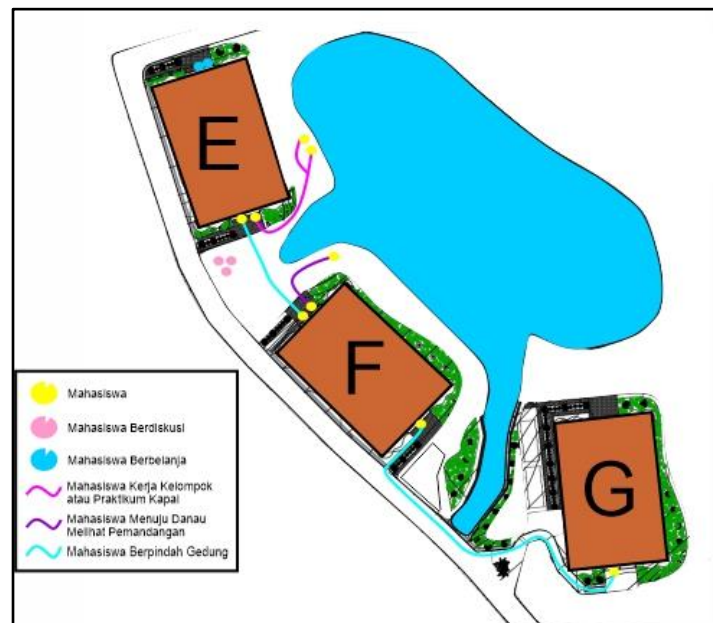 E
F
G
Mahasiswa
Mahasiswa Berdiskusi
Mahasiswa Berbelanja
Mahasiswa Kerja Kelompok
atau Praktikum Kapal
Mahasiswa Menuju Danau
Melihat Pemandangan
Mahasiswa Berpindah Gedung